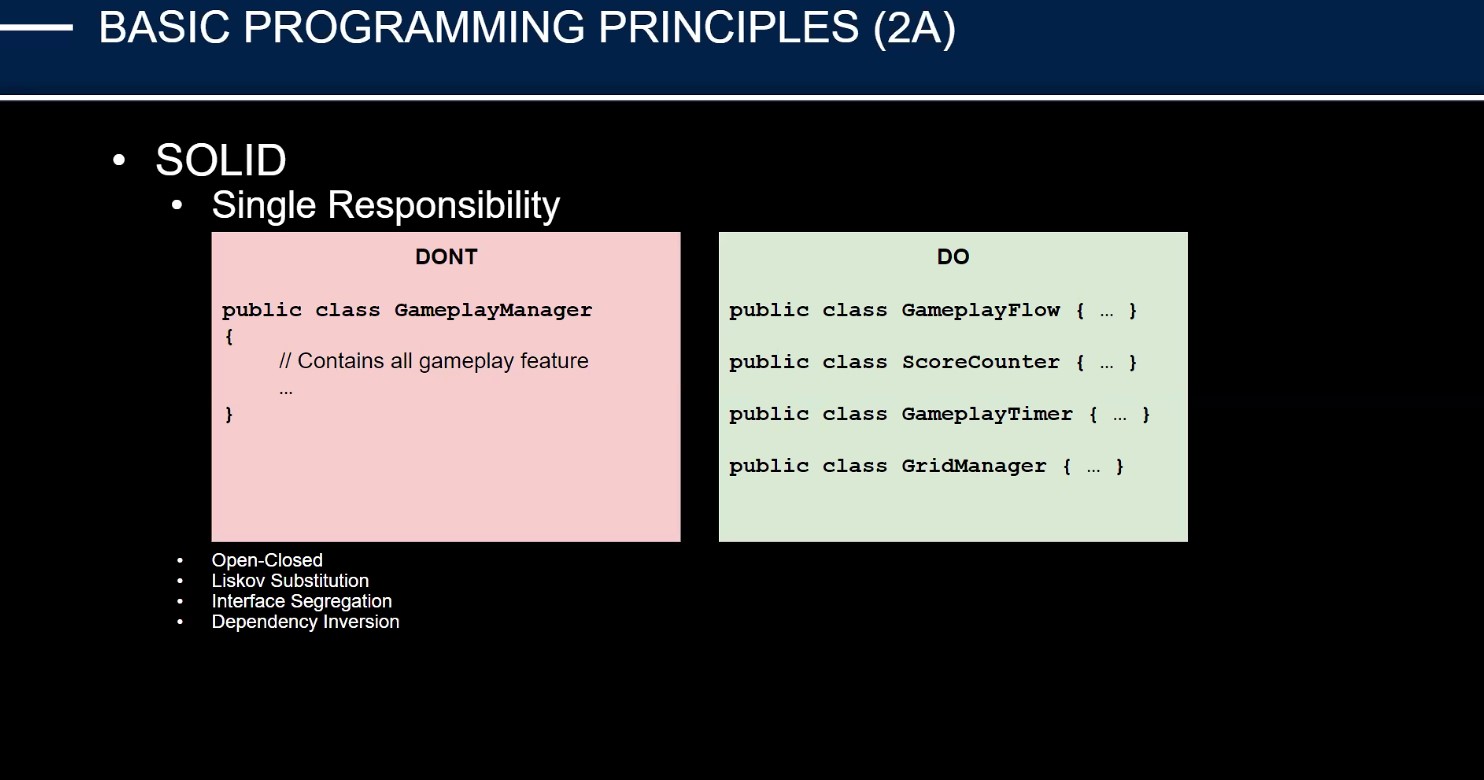 BASIC PROGRAMMING PRINCIPLES (2A)
• SOLID
• Single Responsibility
DONT
public class GameplayManager
{
// Contains all gameplay feature
...
}
DO
public class GameplayFlow { ... }
public class ScoreCounter { ... }
public class GameplayTimer { ... }
public class GridManager { ... }
• Open-Closed
• Liskov Substitution
• Interface Segregation
• Dependency Inversion